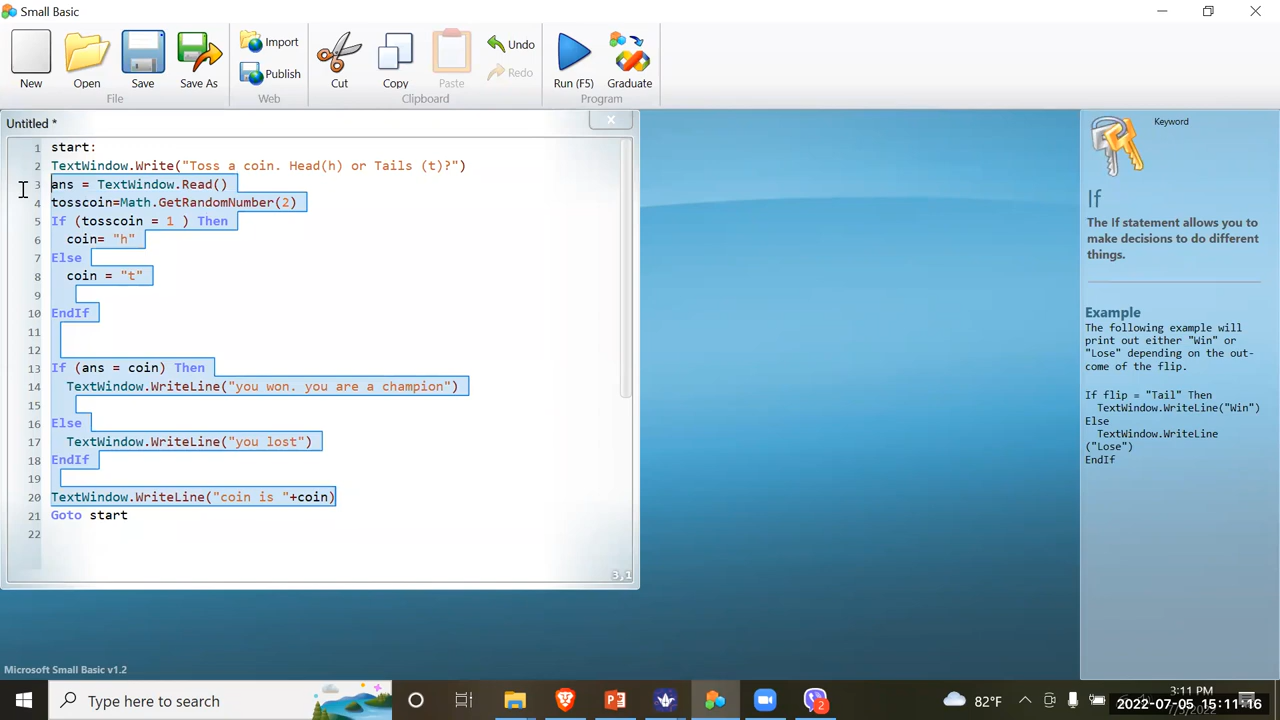 Small Basic
New
Open
Save
Save As
Import
Publish
Cut
Copy
Paste
Undo
Redo
Run (F5)
Graduate
File
Web
Clipboard
Program
Untitled *
1 start:
2 TextWindow.Write("Toss a coin. Head(h) or Tails (t)?")
3 ans = TextWindow.Read()
4 tosscoin=Math.GetRandomNumber(2)
5 If (tosscoin = 1 ) Then
6 coin= "h"
7 Else
8 coin = "t"
9
10 EndIf
11
12
13 If (ans = coin) Then
14 TextWindow.WriteLine("you won. you are a champion")
15
16 Else
17 TextWindow.WriteLine("you lost")
18 EndIf
19
20 TextWindow.WriteLine("coin is "+coin)
21 Goto start
22
3,1
Keyword
If
The If statement allows you to
make decisions to do different
things.
Example
The following example will
print out either "Win" or
"Lose" depending on the out-
come of the flip.
If flip = "Tail" Then
TextWindow.WriteLine("Win")
Else
TextWindow.WriteLine
("Lose")
EndIf
Microsoft Small Basic v1.2
Type here to search
2
82°F
3:11 PM
2022-07-05 15:11:16